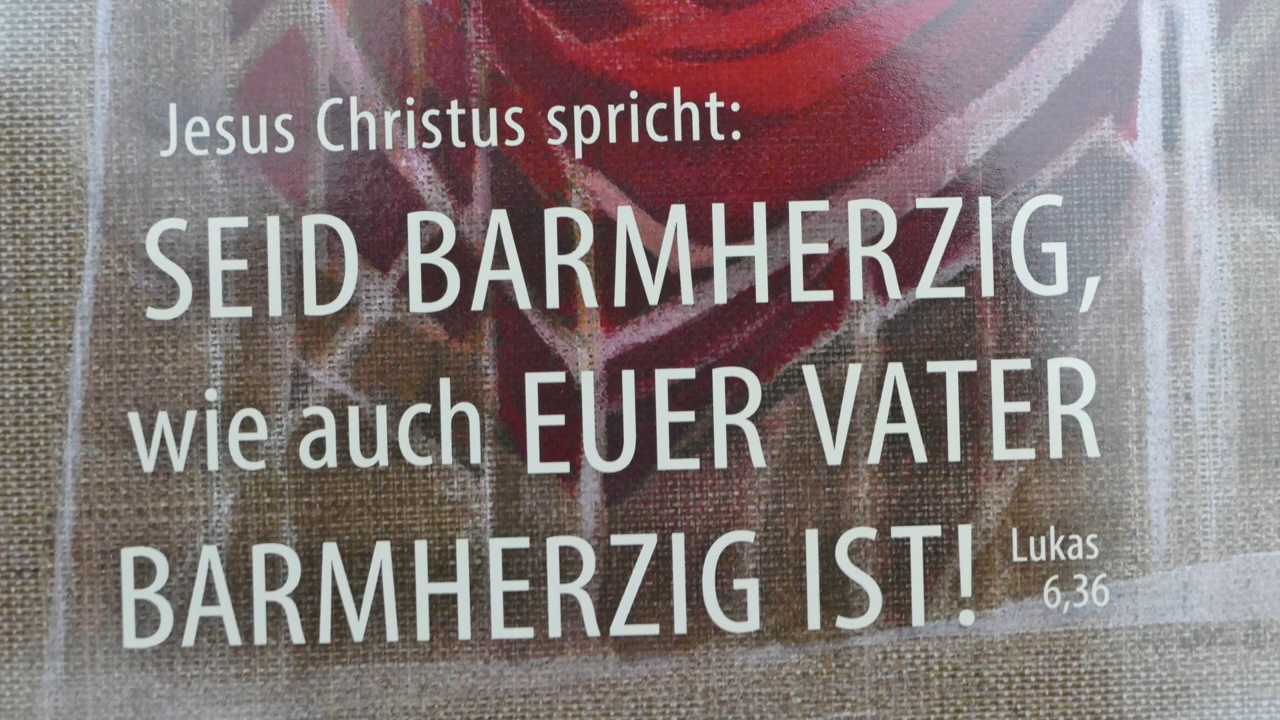 Jesus Christus spricht:
SEID BARMHERZIG,
wie auch EUER VATER
BARMHERZIG IST! Lukas
6,36